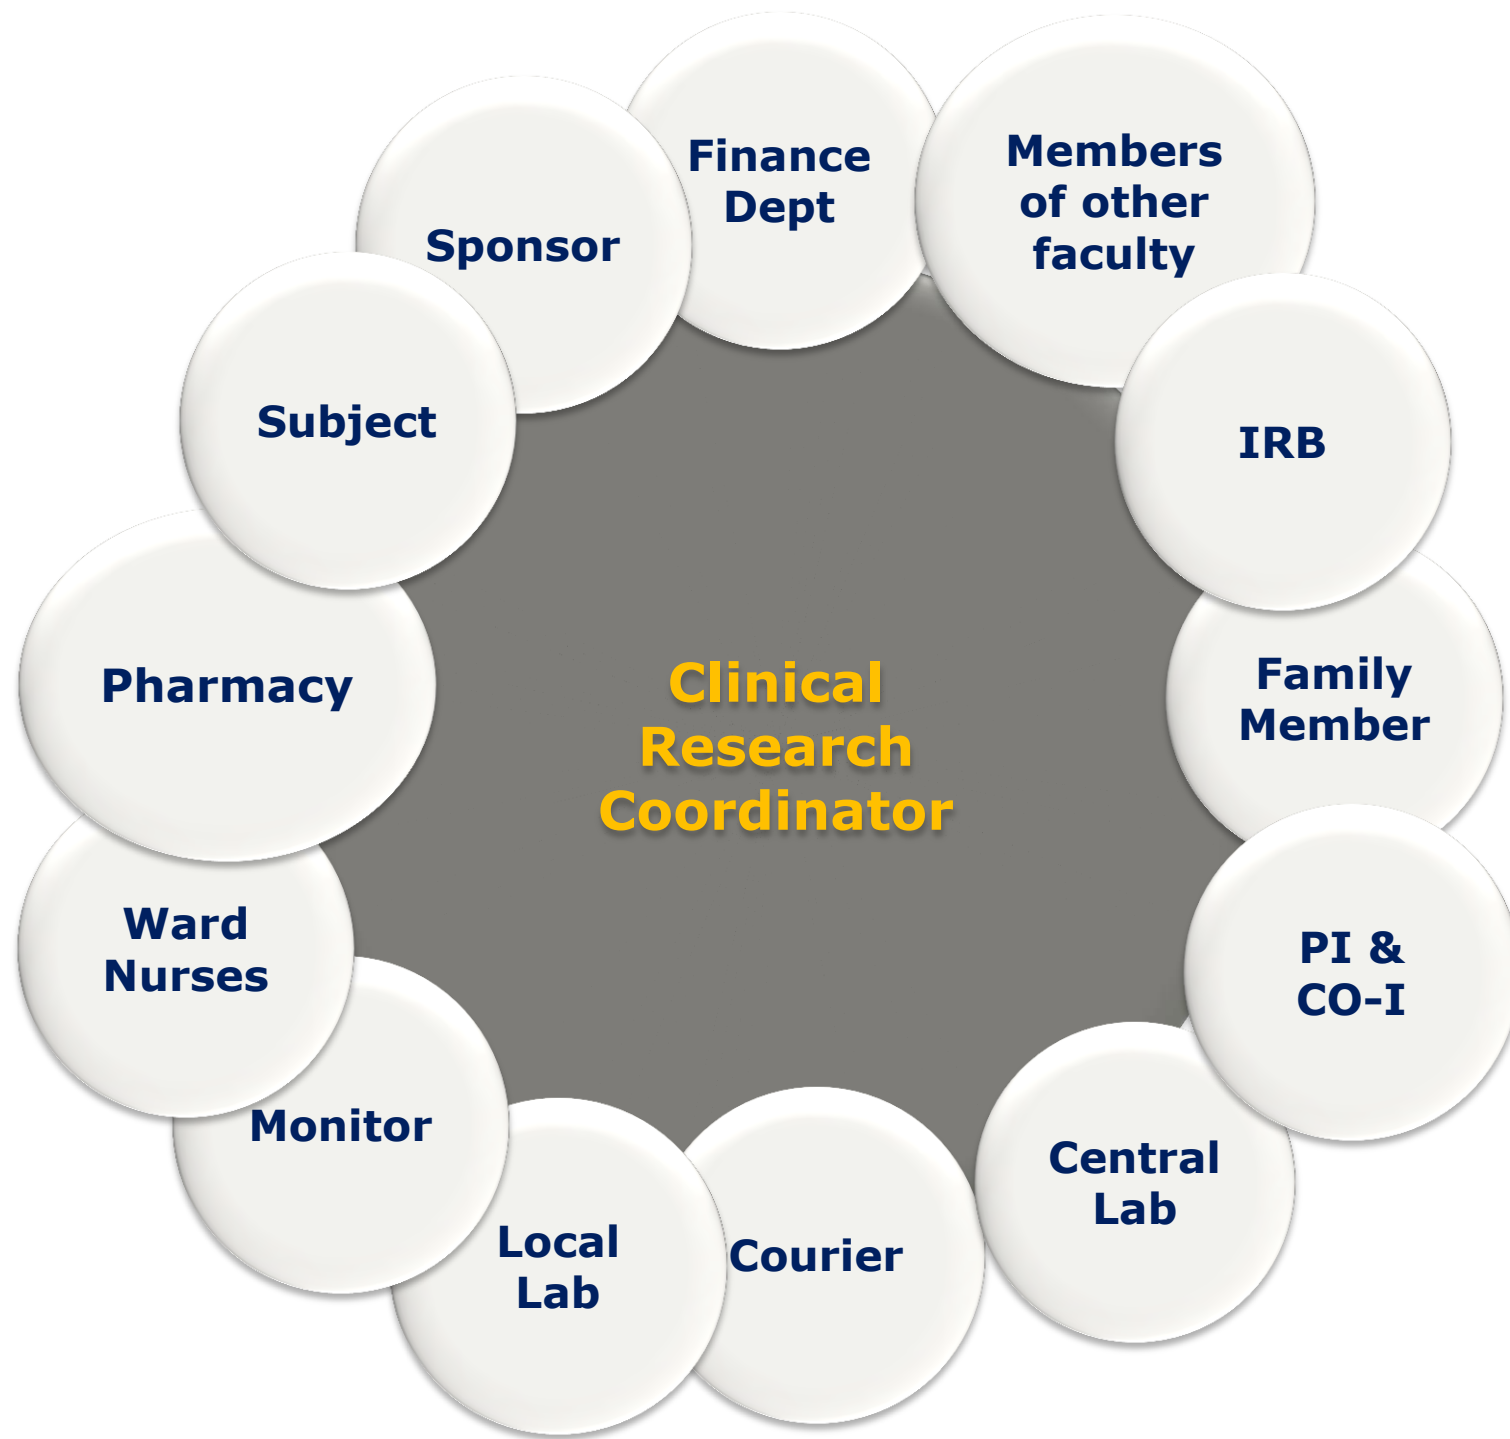 Finance
Dept
Members
of other
faculty
Sponsor
Subject
IRB
Pharmacy
Clinical
Research
Coordinator
Family
Member
Ward
Nurses
PI &
CO-I
Monitor
Central
Lab
Local
Lab
Courier